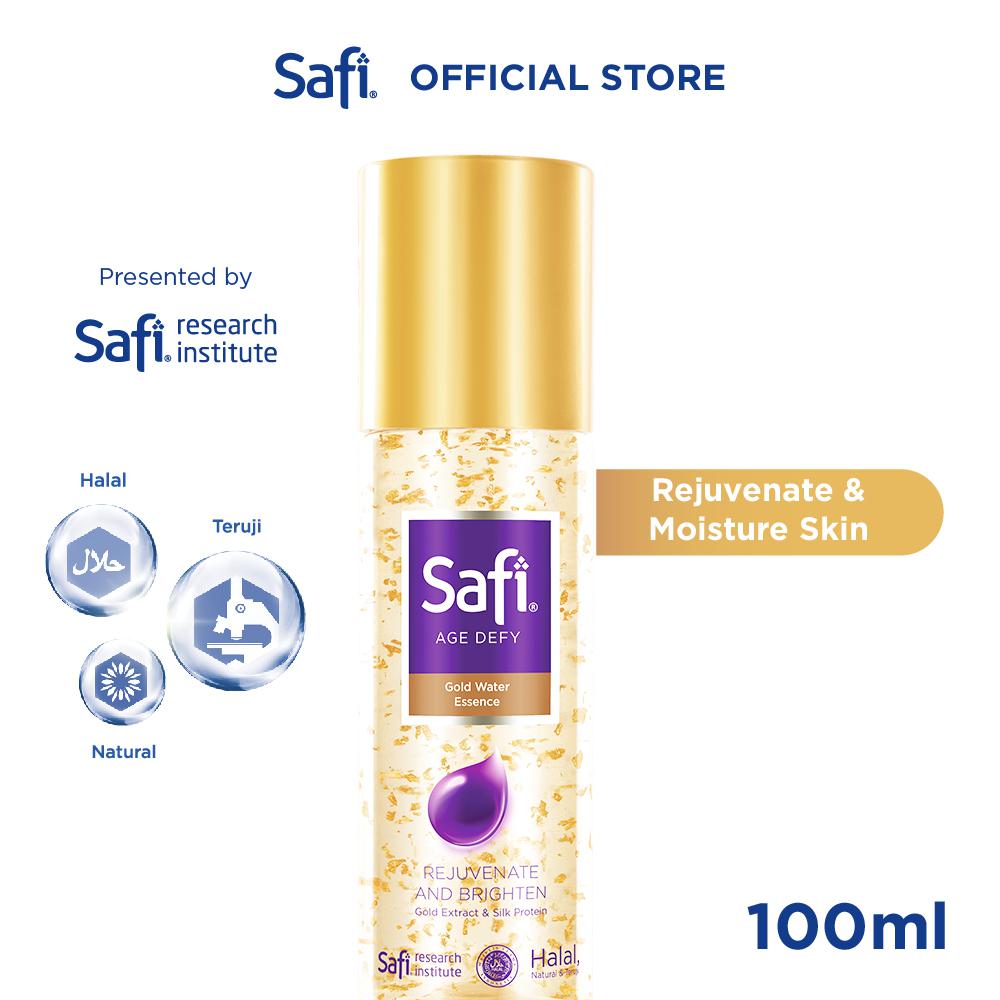 Safi® OFFICIAL STORE
Presented by
Safi® research institute
Halal
حلال
Teruji
Natural
Rejuvenate &
Moisture Skin
Safi®
AGE DEFY
Gold Water
Essence
REJUVENATE
AND BRIGHTEN
Gold Extract & Silk Protein
Safi® research institute
Halal,
Natural &
100ml